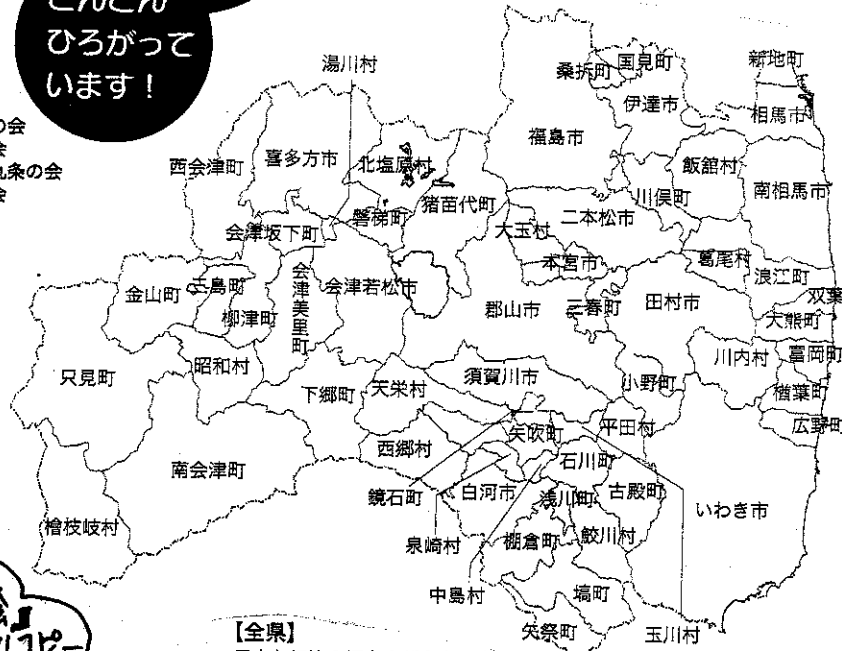 どんどん
ひろがって
います！
の会
会
九条の会
会
湯川村
桑折町
国見町
新地町
伊達市
相馬市
福島市
西会津町
喜多方市
北塩原村
飯舘村
川俣町
南相馬市
磐梯町
猪苗代町
二本松市
大玉村
会津坂下町
本宮市
葛尾村
浪江町
金山町
三島町
会津美里町
会津若松市
双葉
柳津町
郡山市
三春町
田村市
大熊町
只見町
昭和村
川内村
富岡町
下郷町
天栄村
須賀川市
小野町
楢葉町
矢吹町
平田村
広野町
西郷村
石川町
南会津町
鏡石町
白河市
浅川町
古殿町
いわき市
檜枝岐村
泉崎村
棚倉町
鮫川村
中島村
塙町
矢祭町
玉川村
【全県】